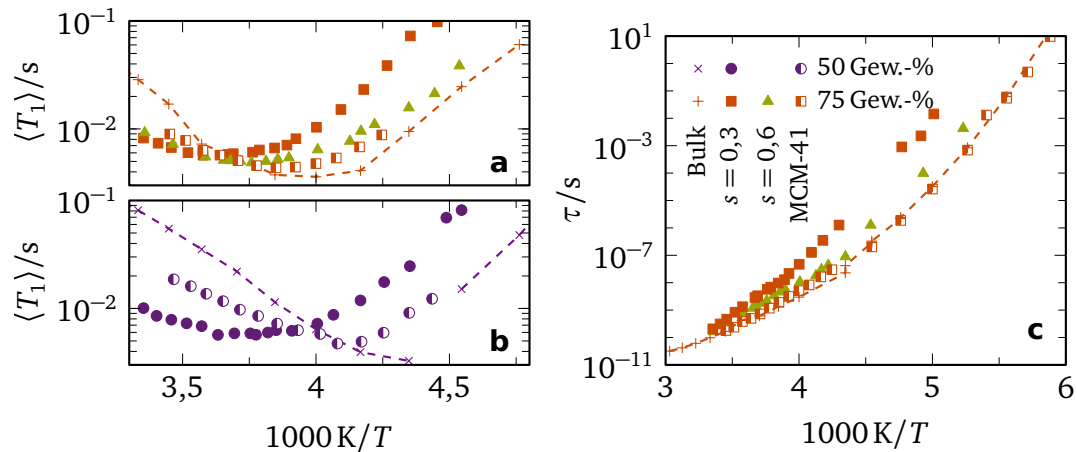 10⁻¹
10⁻²
⟨T₁⟩/s
a
10⁻¹
10⁻²
⟨T₁⟩/s
b
3,5 4 4,5
1000 K/T
10¹
10⁻³
10⁻⁷
10⁻¹¹
τ/s
50 Gew.-%
75 Gew.-%
Bulk
s = 0,3
s = 0,6
MCM-41
c
3 4 5 6
1000 K/T